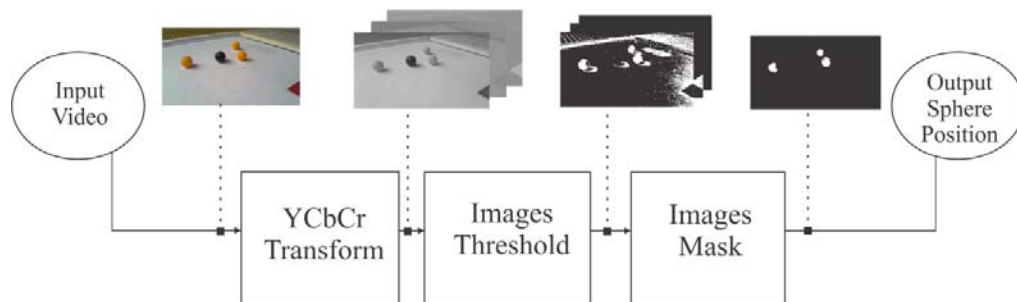 Input
Video
YCbCr
Transform
Images
Threshold
Images
Mask
Output
Sphere
Position